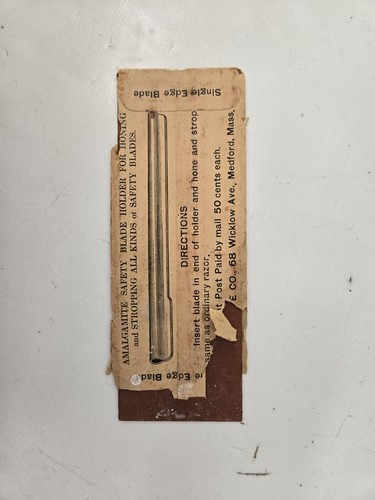 Single Edge Blade
AMALGAMITE SAFETY BLADE HOLDER FOR HONING
and STROPPING ALL KINDS of SAFETY BLADES.
DIRECTIONS
Insert blade in end of holder and hone and strop
same as ordinary razor,
t Post Paid by mail 50 cents each.
E CO., 68 Wicklow Ave., Medford, Mass.
re Edge Blad